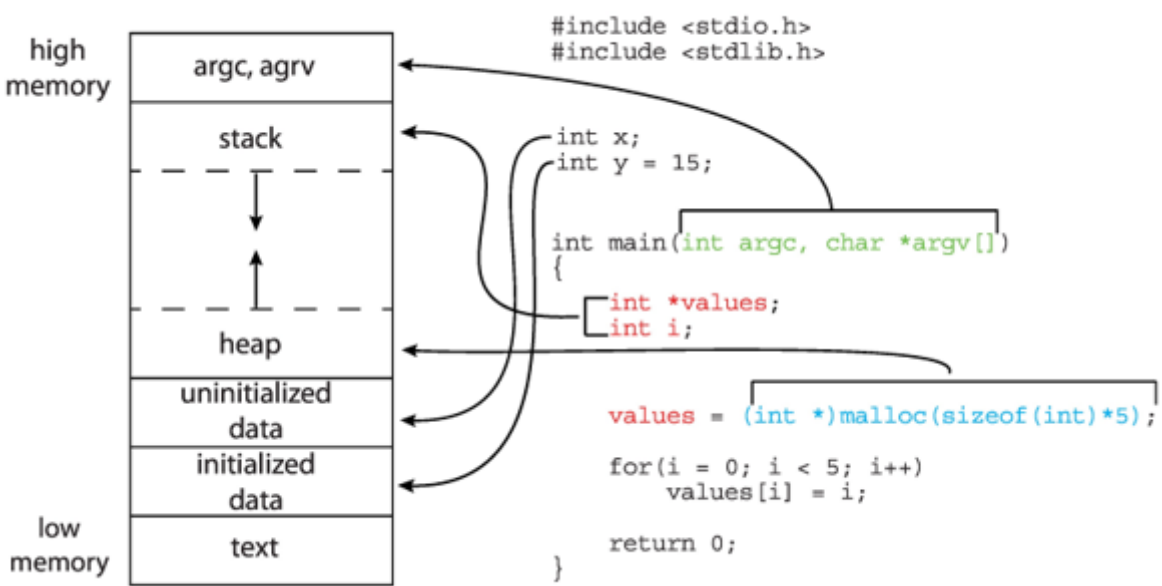 high
memory
argc, agrv
stack
heap
uninitialized
data
initialized
data
text
low
memory
#include <stdio.h>
#include <stdlib.h>
int x;
int y = 15;
int main(int argc, char *argv[])
{
int *values;
int i;
values = (int *)malloc(sizeof(int)*5);
for(i = 0; i < 5; i++)
values[i] = i;
return 0;
}